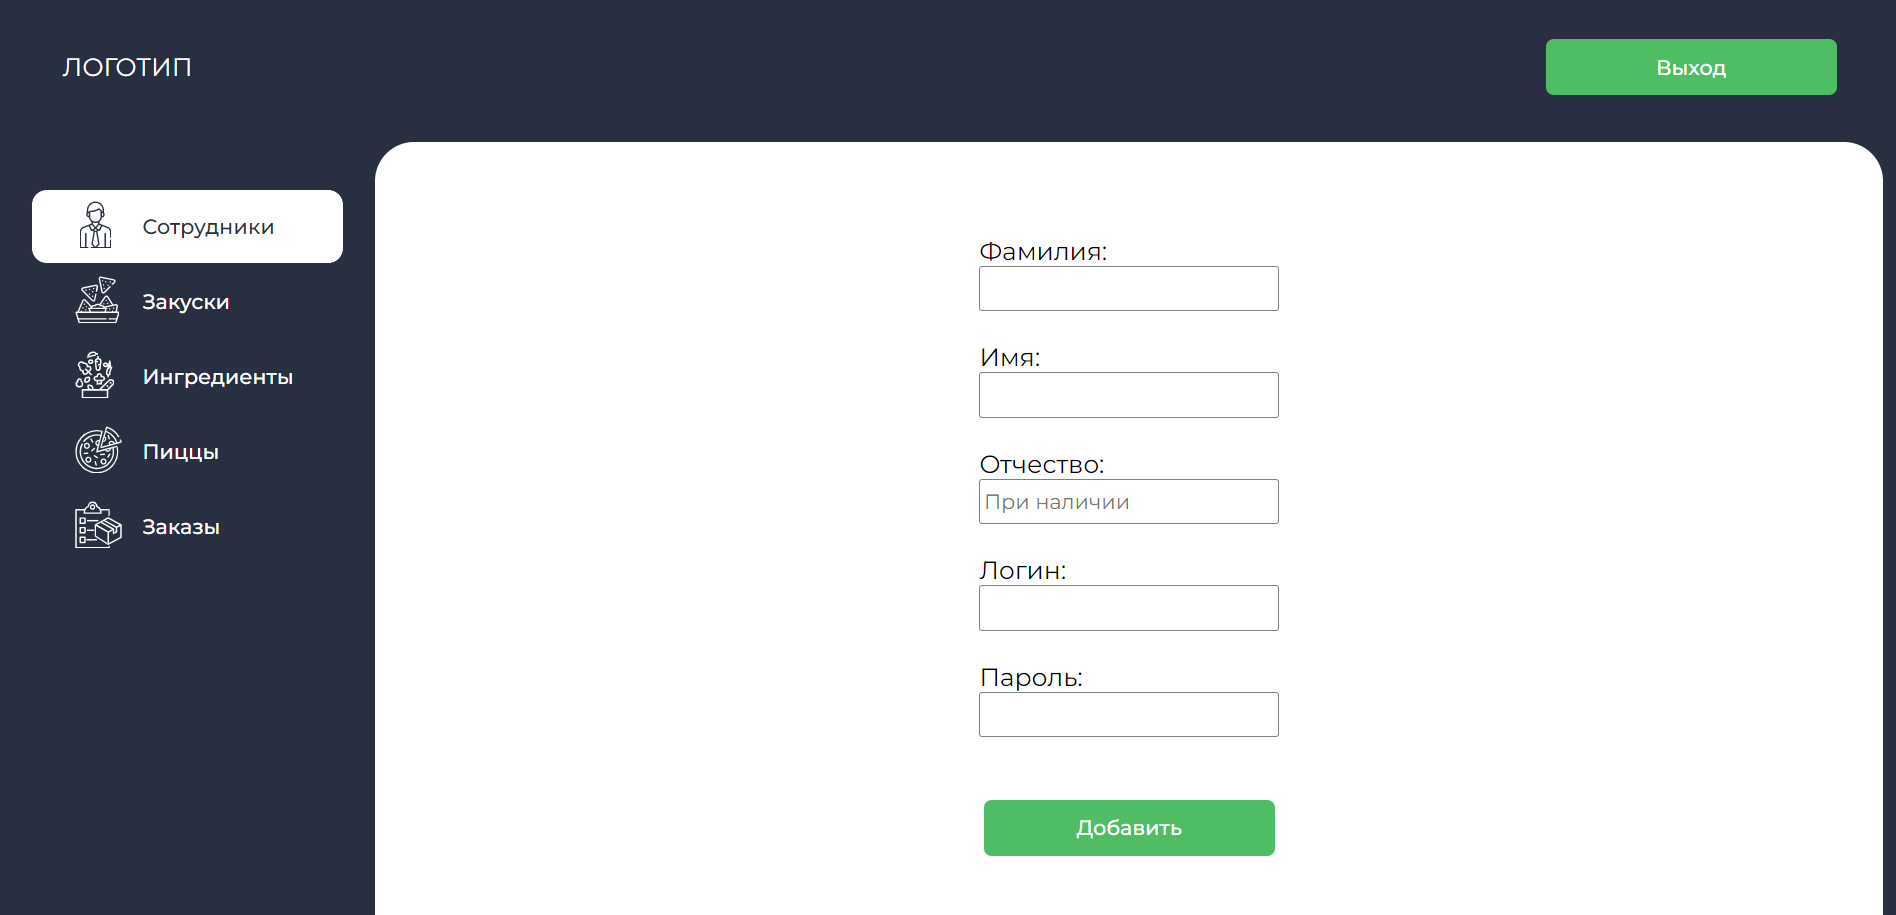 ЛОГОТИП
Выход
Сотрудники
Закуски
Ингредиенты
Пиццы
Заказы
Фамилия:
Имя:
Отчество:
При наличии
Логин:
Пароль:
Добавить